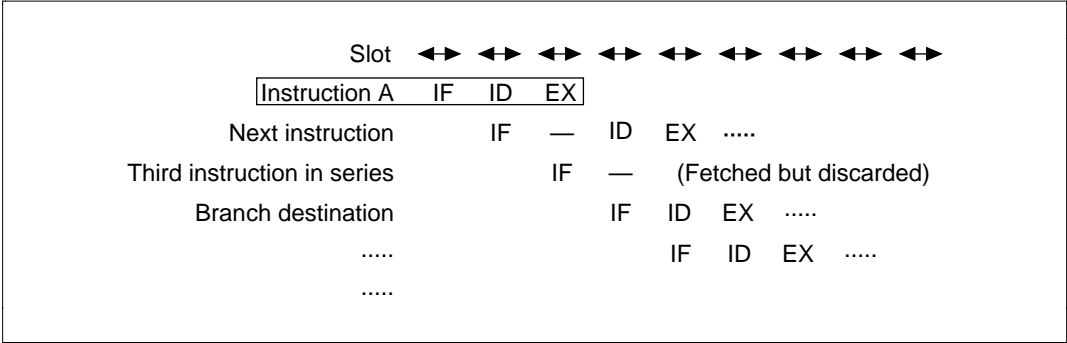 Slot
Instruction A IF ID EX
Next instruction IF — ID EX .....
Third instruction in series IF — (Fetched but discarded)
Branch destination IF ID EX .....
..... IF ID EX .....
.....